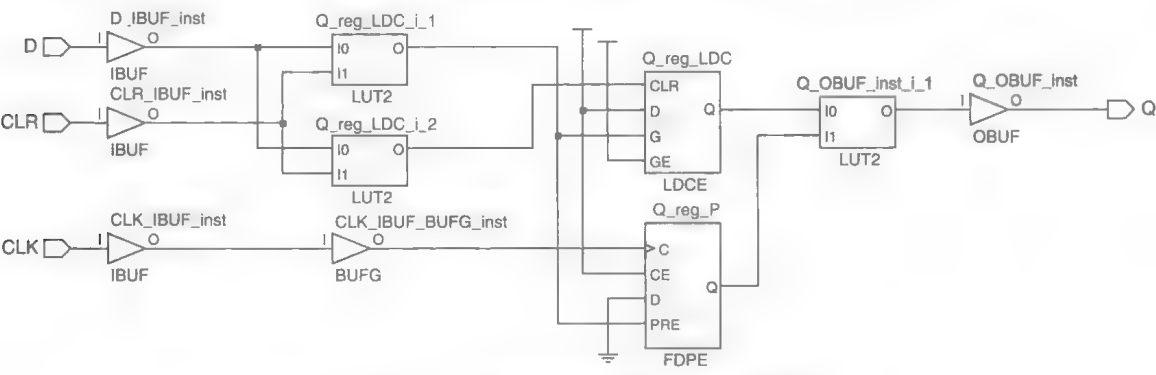 D_IBUF_inst
D
I
O
IBUF
Q_reg_LDC_i_1
I0
O
I1
LUT2
CLR_IBUF_inst
CLR
I
O
IBUF
Q_reg_LDC_i_2
I0
O
I1
LUT2
Q_reg_LDC
CLR
D
Q
G
GE
LDCE
Q_OBUF_inst_i_1
I0
O
I1
LUT2
Q_OBUF_inst
I
O
OBUF
Q
CLK_IBUF_inst
CLK
I
O
IBUF
CLK_IBUF_BUFG_inst
I
O
BUFG
Q_reg_P
C
CE
Q
D
PRE
FDPE